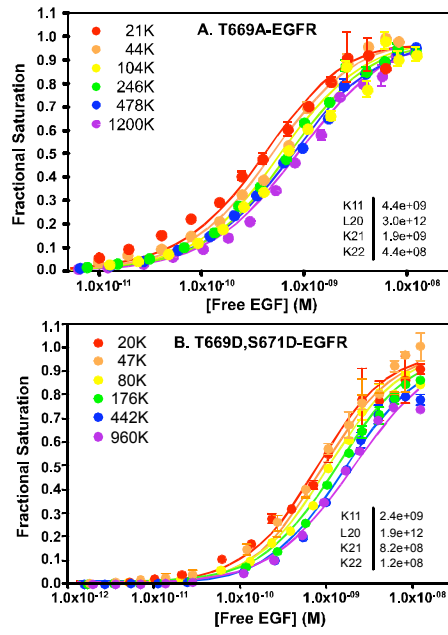 A. T669A-EGFR
21K
44K
104K
246K
478K
1200K
Fractional Saturation
1.1
1.0
0.9
0.8
0.7
0.6
0.5
0.4
0.3
0.2
0.1
0.0
K11 4.4e+09
L20 3.0e+12
K21 1.9e+09
K22 4.4e+08
1.0x10⁻¹¹ 1.0x10⁻¹⁰ 1.0x10⁻⁰⁹ 1.0x10⁻⁰⁸
[Free EGF] (M)
B. T669D,S671D-EGFR
20K
47K
80K
176K
442K
960K
Fractional Saturation
1.1
1.0
0.9
0.8
0.7
0.6
0.5
0.4
0.3
0.2
0.1
0.0
K11 2.4e+09
L20 1.9e+12
K21 8.2e+08
K22 1.2e+08
1.0x10⁻¹² 1.0x10⁻¹¹ 1.0x10⁻¹⁰ 1.0x10⁻⁰⁹ 1.0x10⁻⁰⁸
[Free EGF] (M)